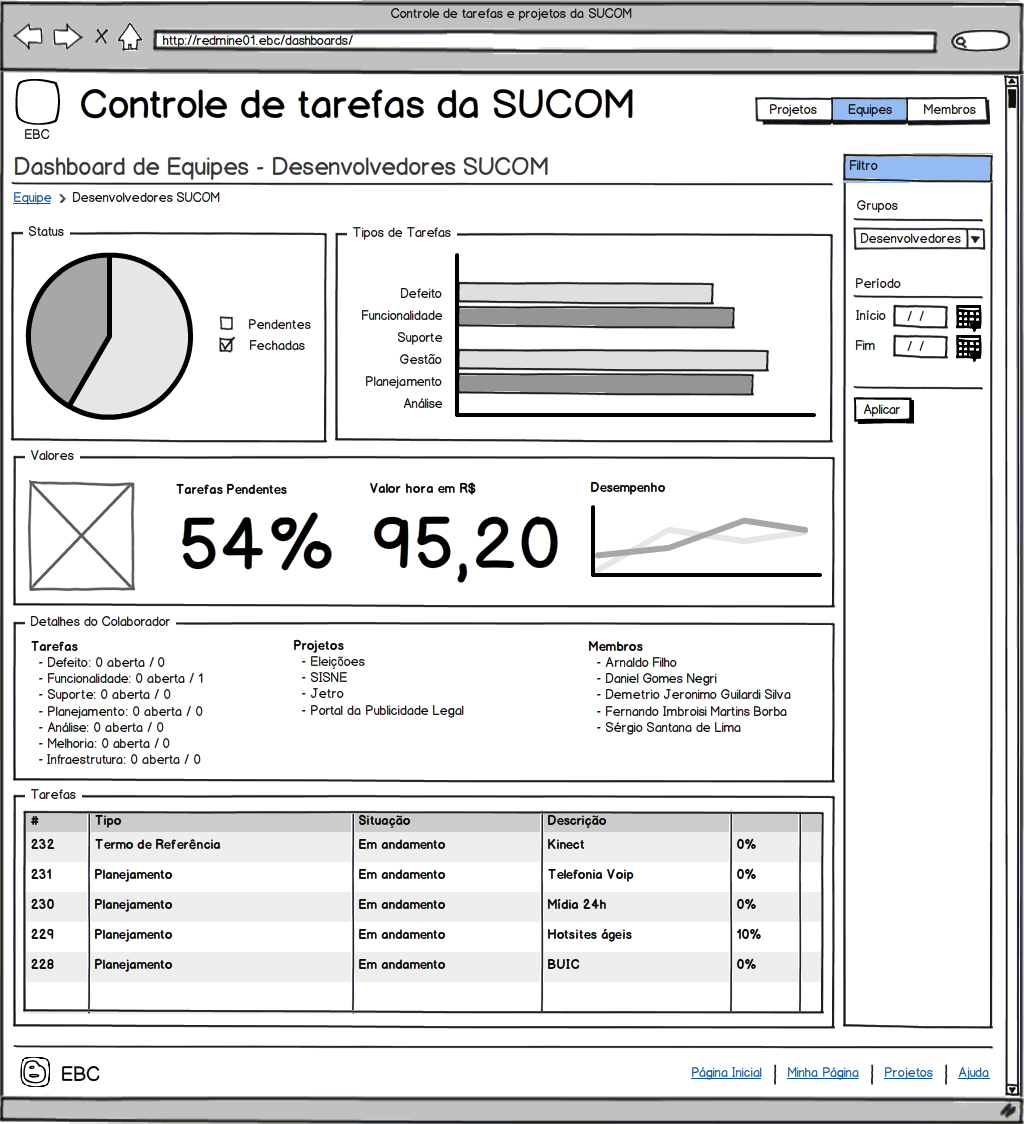 Controle de tarefas e projetos da SUCOM
http://redmine01.ebc/dashboards/
EBC
Controle de tarefas da SUCOM
Projetos Equipes Membros
Dashboard de Equipes - Desenvolvedores SUCOM
Equipe > Desenvolvedores SUCOM
Filtro
Grupos
Desenvolvedores
Período
Início / /
Fim / /
Aplicar
Status
Pendentes
Fechadas
Tipos de Tarefas
Defeito
Funcionalidade
Suporte
Gestão
Planejamento
Análise
Valores
Tarefas Pendentes
54%
Valor hora em R$
95,20
Desempenho
Detalhes do Colaborador
Tarefas
- Defeito: 0 aberta / 0
- Funcionalidade: 0 aberta / 1
- Suporte: 0 aberta / 0
- Planejamento: 0 aberta / 0
- Análise: 0 aberta / 0
- Melhoria: 0 aberta / 0
- Infraestrutura: 0 aberta / 0
Projetos
- Eleições
- SISNE
- Jetro
- Portal da Publicidade Legal
Membros
- Arnaldo Filho
- Daniel Gomes Negri
- Demetrio Jeronimo Guilardi Silva
- Fernando Imbroisi Martins Borba
- Sérgio Santana de Lima
Tarefas
# Tipo Situação Descrição
232 Termo de Referência Em andamento Kinect 0%
231 Planejamento Em andamento Telefonia Voip 0%
230 Planejamento Em andamento Mídia 24h 0%
229 Planejamento Em andamento Hotsites ágeis 10%
228 Planejamento Em andamento BUIC 0%
EBC
Página Inicial | Minha Página | Projetos | Ajuda